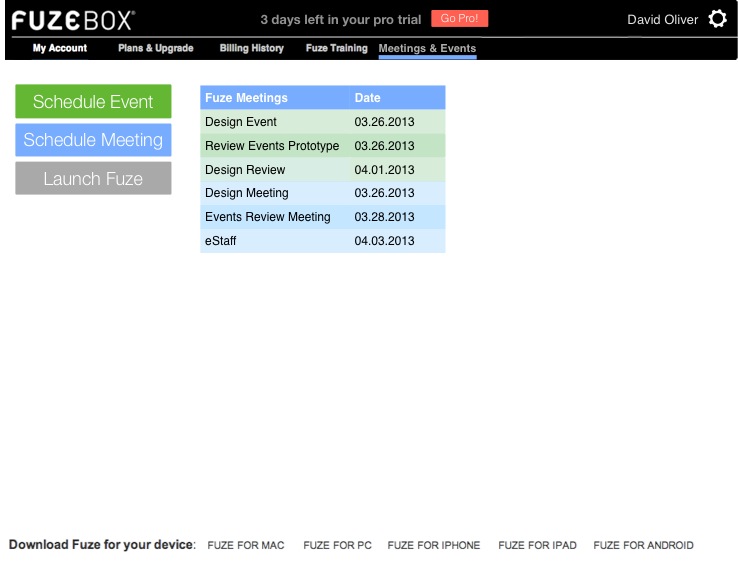 FUZEBOX® 3 days left in your pro trial Go Pro! David Oliver
My Account Plans & Upgrade Billing History Fuze Training Meetings & Events
Schedule Event
Schedule Meeting
Launch Fuze
Fuze Meetings Date
Design Event 03.26.2013
Review Events Prototype 03.26.2013
Design Review 04.01.2013
Design Meeting 03.26.2013
Events Review Meeting 03.28.2013
eStaff 04.03.2013
Download Fuze for your device: FUZE FOR MAC FUZE FOR PC FUZE FOR IPHONE FUZE FOR IPAD FUZE FOR ANDROID